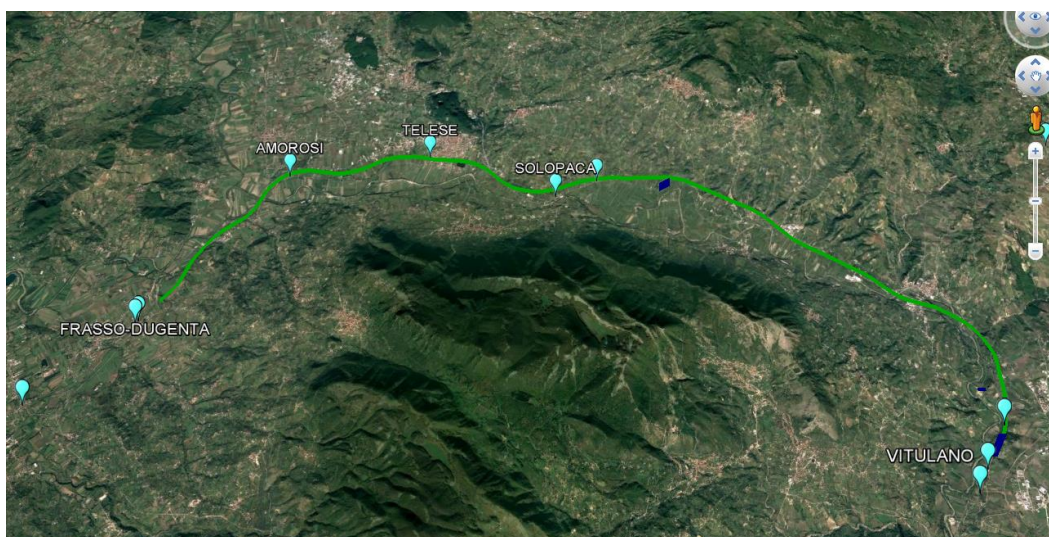 TELESE
AMOROSI
SOLOPACA
FRASSO-DUGENTA
VITULANO